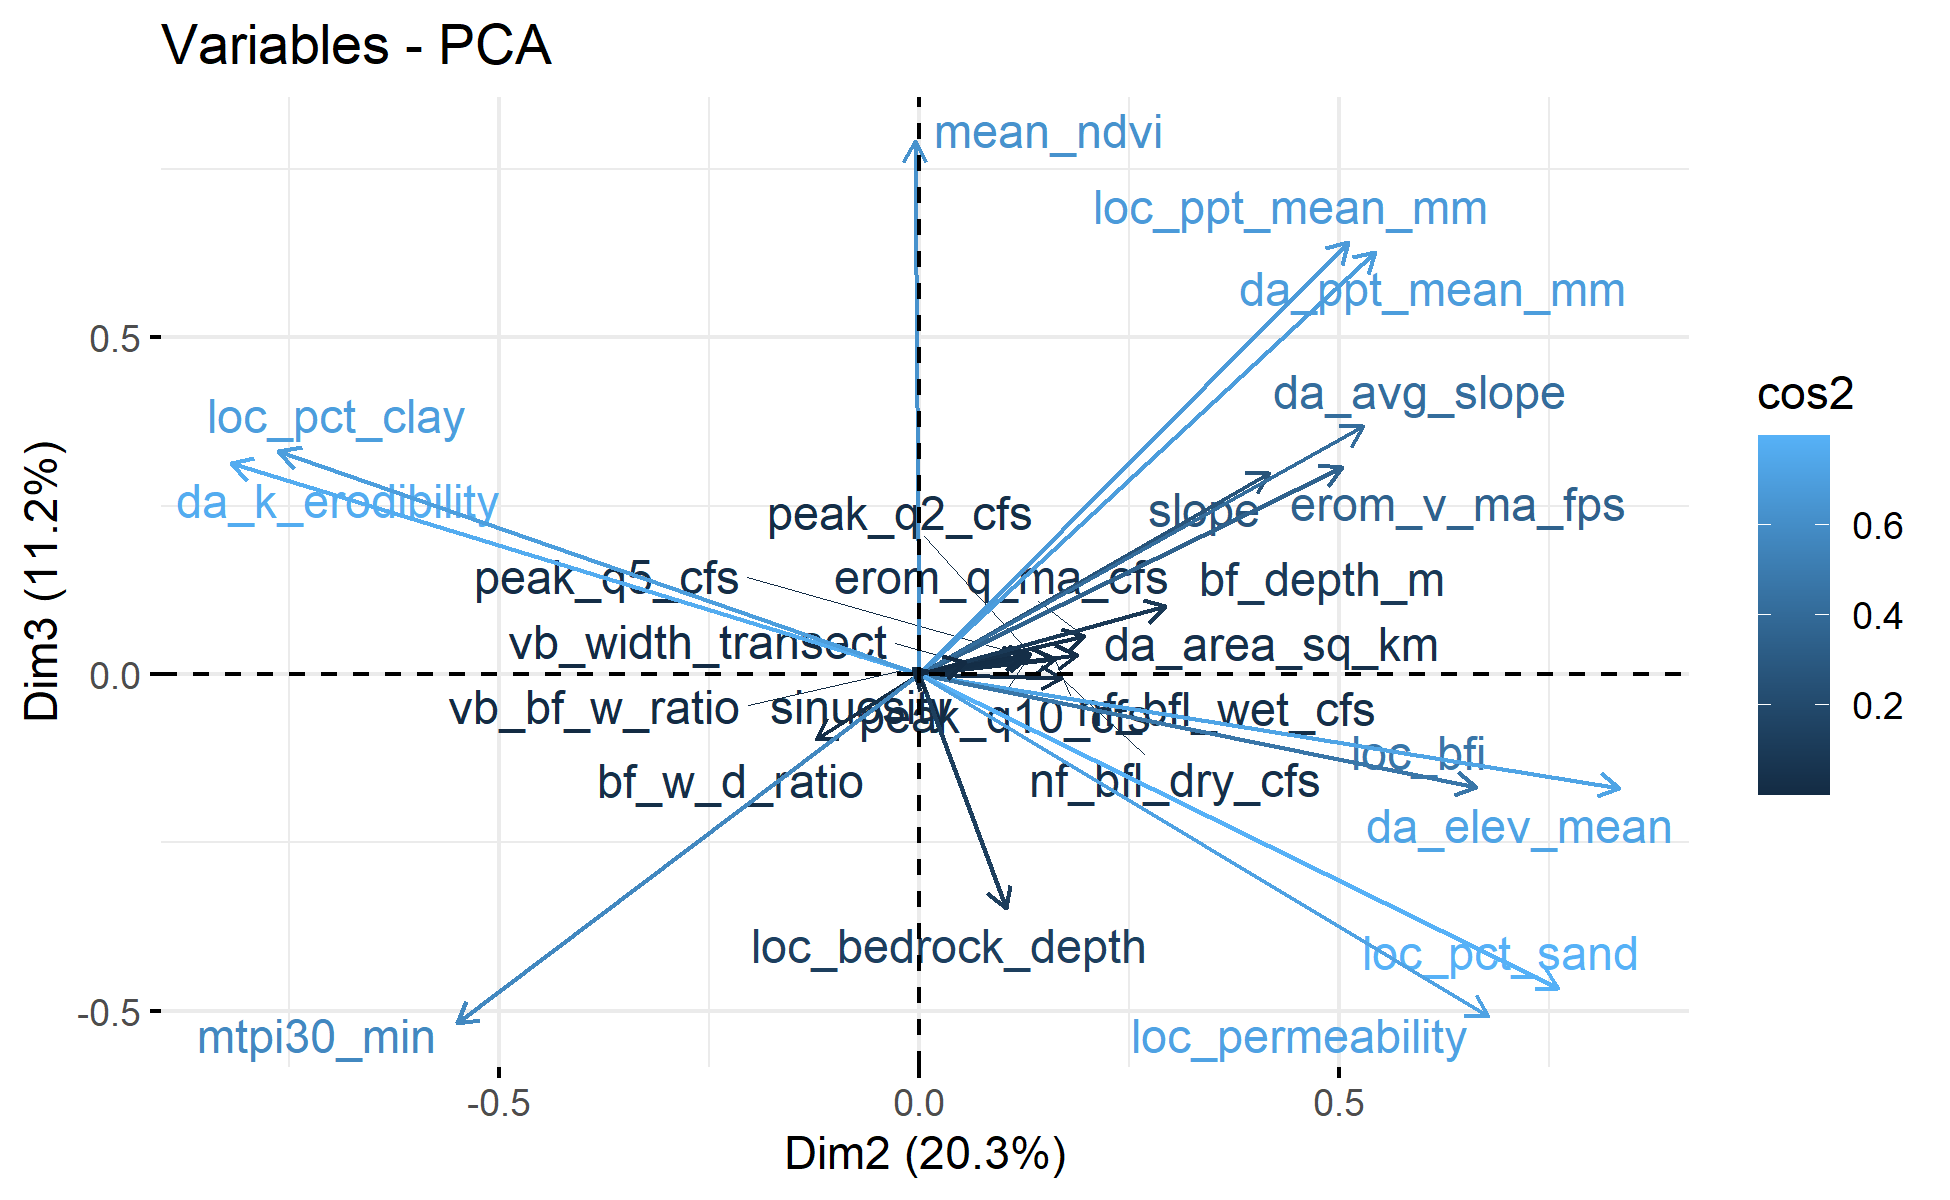 Variables - PCA
mean_ndvi
loc_ppt_mean_mm
da_ppt_mean_mm
0.5
da_avg_slope
cos2
loc_pct_clay
da_k_erodibility
peak_q2_cfs
slope
erom_v_ma_fps
0.6
peak_q5_cfs
erom_q_ma_cfs
bf_depth_m
0.4
vb_width_transect
da_area_sq_km
Dim3 (11.2%)
0.0
0.2
vb_bf_w_ratio
sinuosity
peak_q10_cfs
nf_bfl_wet_cfs
loc_bfi
bf_w_d_ratio
nf_bfl_dry_cfs
da_elev_mean
loc_bedrock_depth
loc_pct_sand
-0.5
mtpi30_min
loc_permeability
-0.5
0.0
0.5
Dim2 (20.3%)